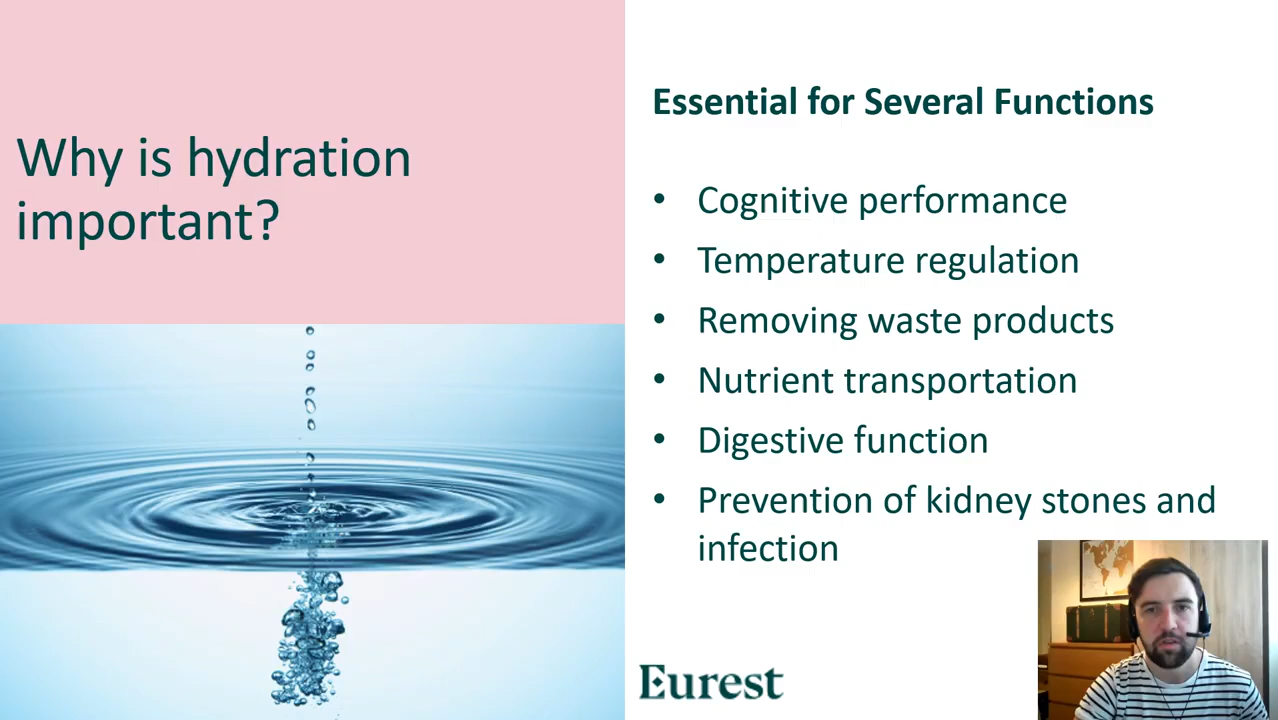 Why is hydration
important?
Essential for Several Functions
• Cognitive performance
• Temperature regulation
• Removing waste products
• Nutrient transportation
• Digestive function
• Prevention of kidney stones and
infection
Eurest